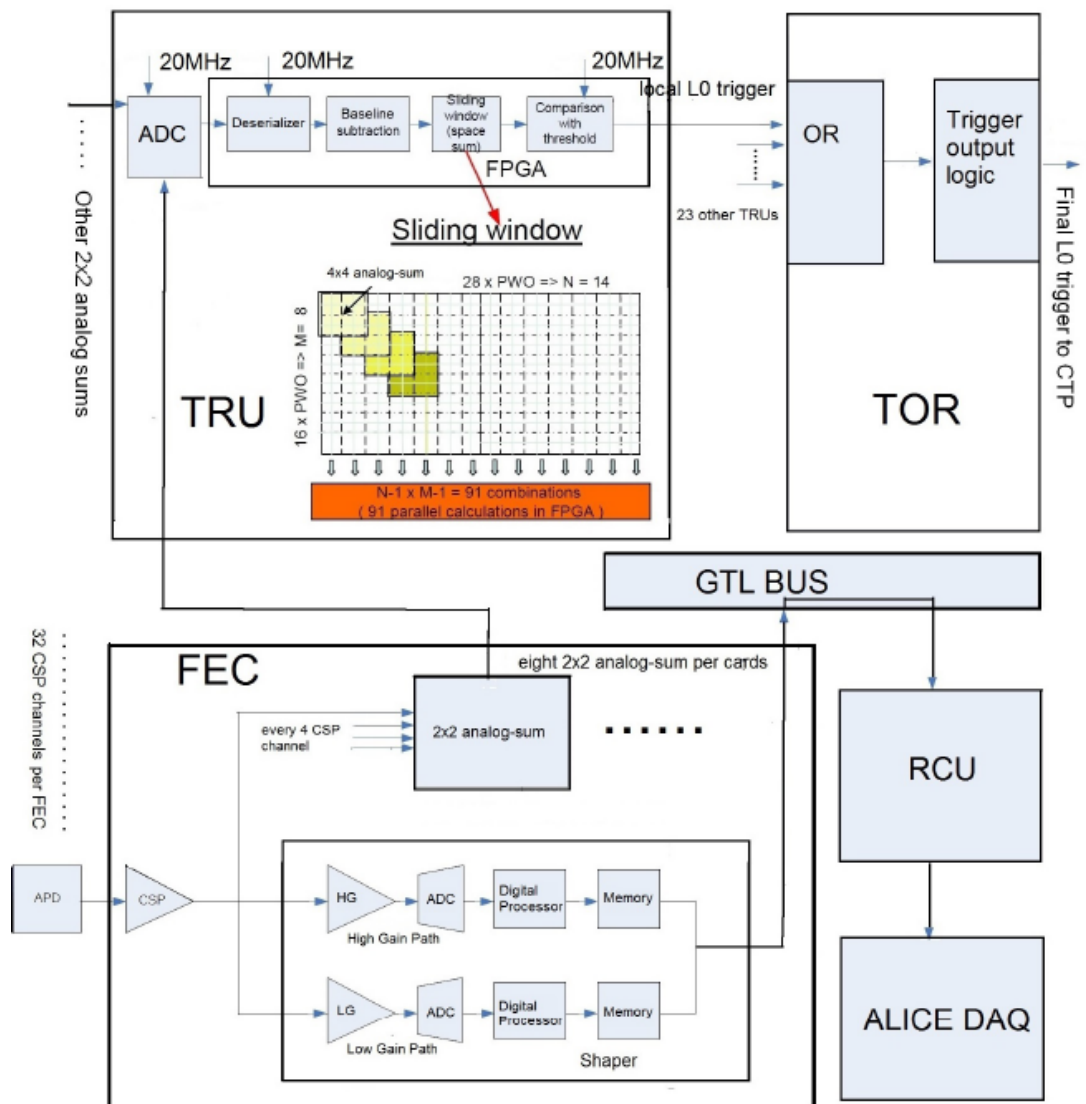 20MHz
20MHz
20MHz
local L0 trigger
ADC
Deserializer
Baseline
subtraction
Sliding
window
(space
sum)
Comparison
with
threshold
FPGA
Other 2x2 analog sums
Sliding window
4x4 analog-sum
28 x PWO => N = 14
16 x PWO => M= 8
TRU
N-1 x M-1 = 91 combinations
( 91 parallel calculations in FPGA )
OR
Trigger
output
logic
23 other TRUs
Final L0 trigger to CTP
TOR
GTL BUS
32 CSP channels per FEC
FEC
eight 2x2 analog-sum per cards
every 4 CSP
channel
2x2 analog-sum
RCU
APD
CSP
HG
ADC
Digital
Processor
Memory
High Gain Path
LG
ADC
Digital
Processor
Memory
Low Gain Path
Shaper
ALICE DAQ